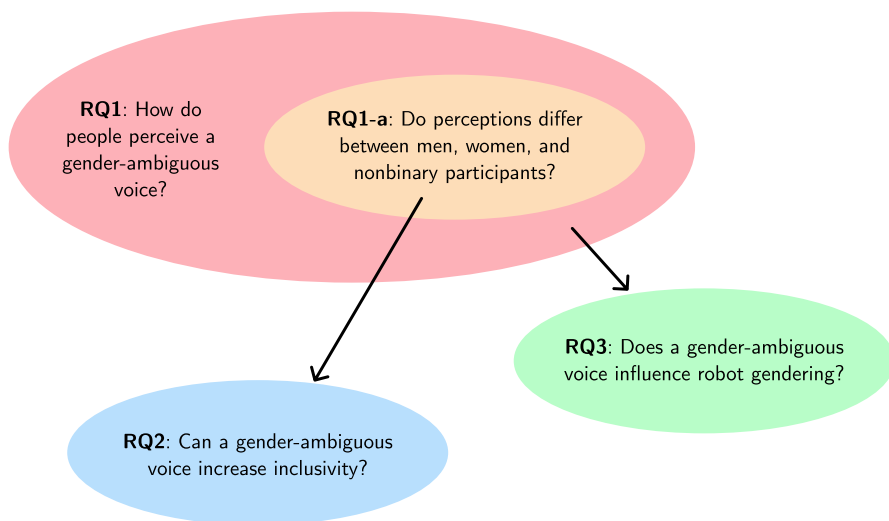 RQ1: How do
people perceive a
gender-ambiguous
voice?
RQ1-a: Do perceptions differ
between men, women, and
nonbinary participants?
RQ3: Does a gender-ambiguous
voice influence robot gendering?
RQ2: Can a gender-ambiguous
voice increase inclusivity?